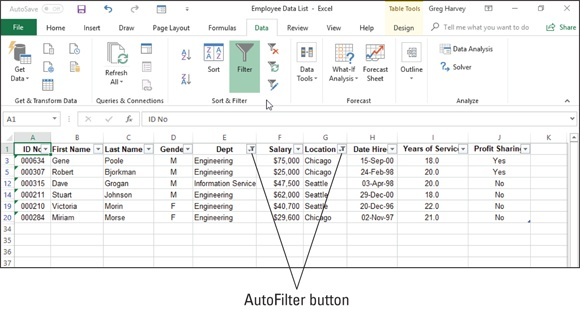 AutoSave Off Employee Data List - Excel Table Tools Greg Harvey
File Home Insert Draw Page Layout Formulas Data Review View Design Tell me what you want to do Share
Get Data Refresh All Sort Filter Data Tools What-If Analysis Forecast Sheet Outline Data Analysis
Solver
Get & Transform Data Queries & Connections Sort & Filter Forecast Analysis
A1 fx ID No
A B C D E F G H I J K
1 ID No First Name Last Name Gende Dept Salary Location Date Hire Years of Service Profit Sharing
3 000634 Gene Poole M Engineering $75,000 Chicago 15-Sep-00 18.0 Yes
5 000307 Robert Bjorkman M Engineering $25,000 Chicago 24-Feb-98 20.0 Yes
12 000315 Dave Grogan M Information Service $47,500 Seattle 03-Apr-98 20.0 No
14 000211 Stuart Johnson M Engineering $62,000 Seattle 29-Dec-00 18.0 No
19 000210 Victoria Morin F Engineering $40,700 Seattle 20-Dec-96 22.0 No
20 000284 Miriam Morse F Engineering $29,600 Chicago 02-Nov-97 21.0 No
34
35
36
37
AutoFilter button